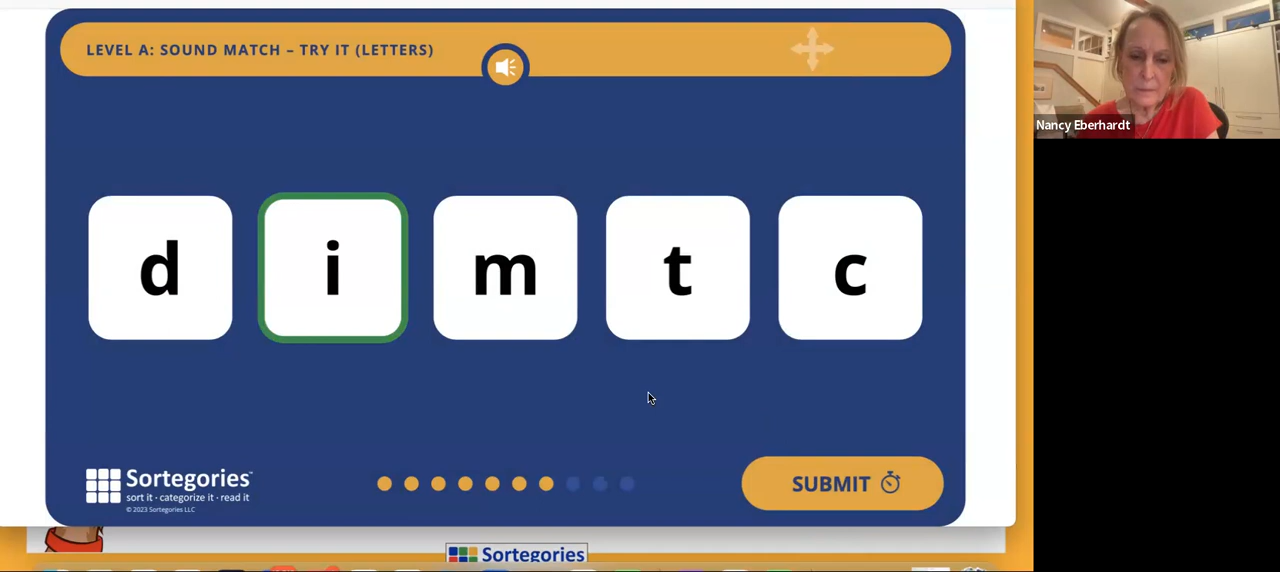 LEVEL A: SOUND MATCH – TRY IT (LETTERS)
Nancy Eberhardt
d i m t c
Sortegories™
sort it · categorize it · read it
© 2023 Sortegories LLC
SUBMIT
Sortegories